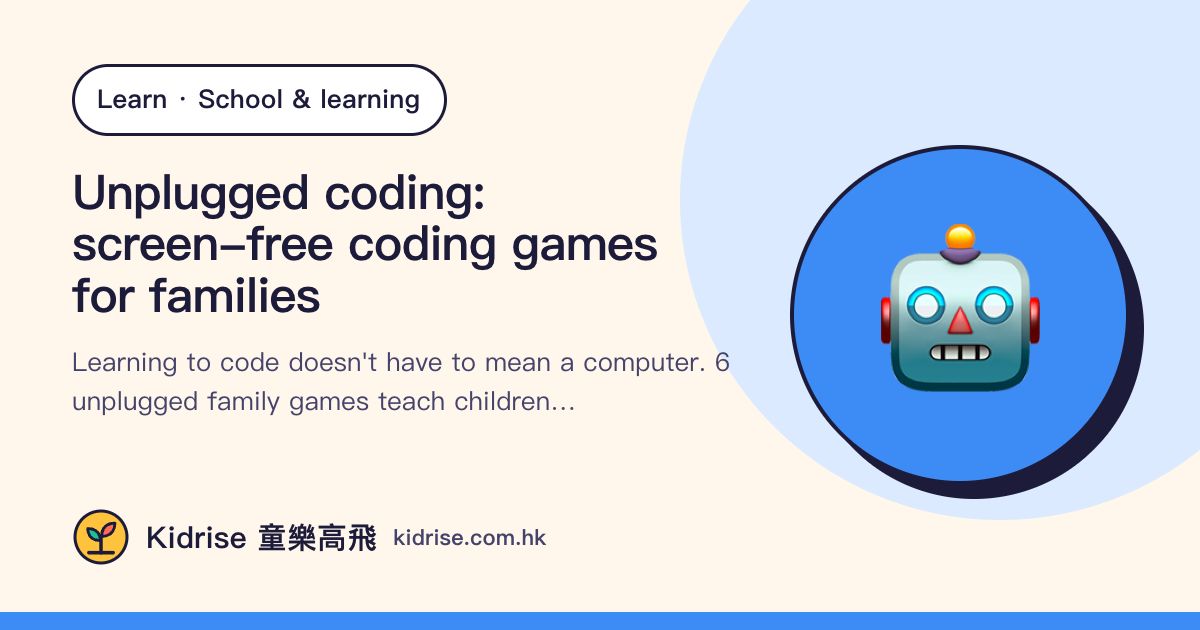 Learn · School & learning
Unplugged coding:
screen–free coding games
for families
Learning to code doesn't have to mean a computer. 6
unplugged family games teach children…
Kidrise 童樂高飛 kidrise.com.hk